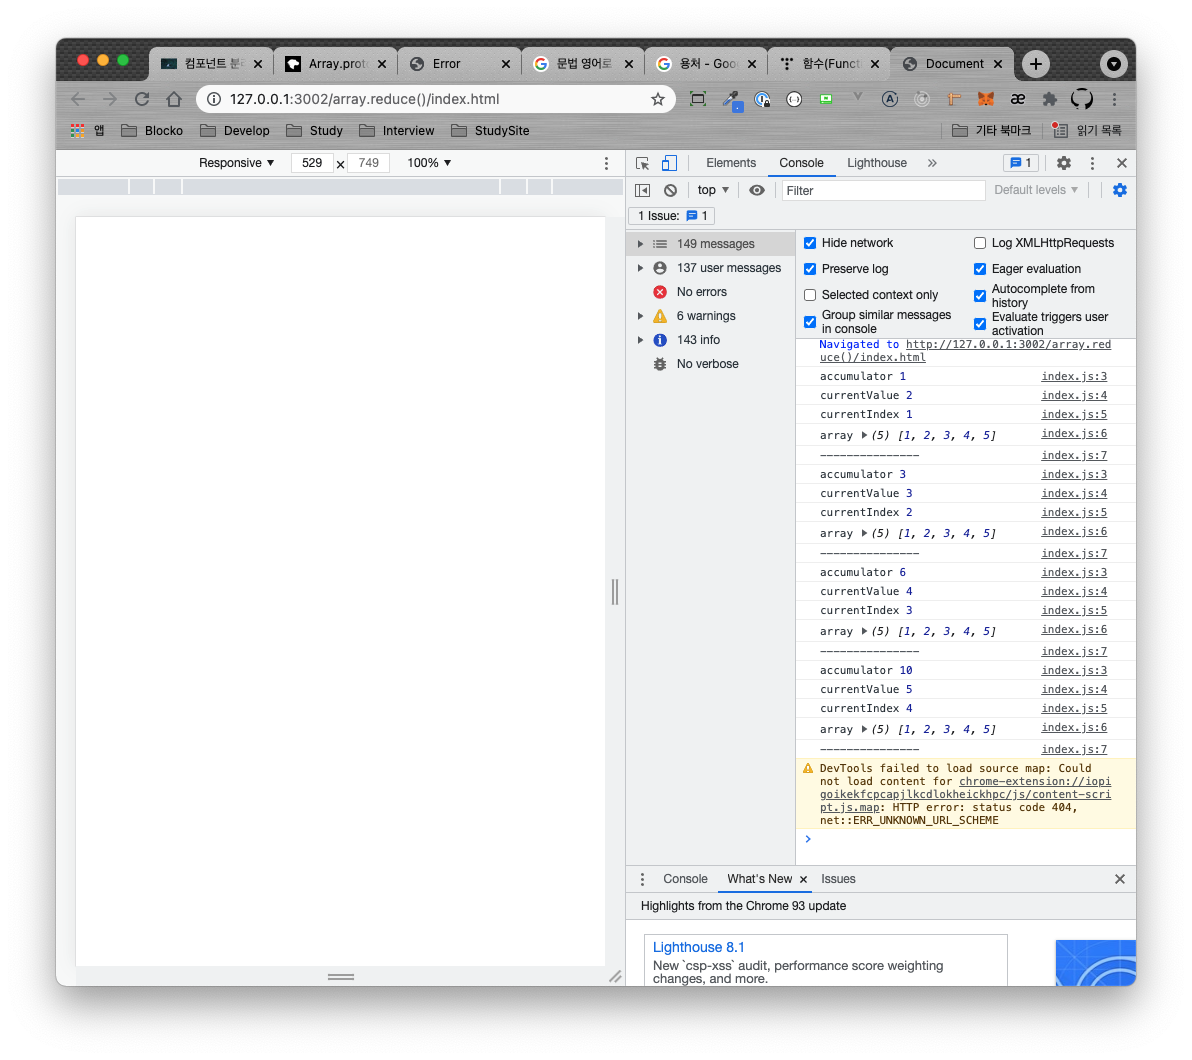 컴포넌트 분리
Array.prot
Error
문법 영어로
용처 - Goo
함수(Funct
Document
127.0.0.1:3002/array.reduce()/index.html
앱
Blocko
Develop
Study
Interview
StudySite
기타 북마크
읽기 목록
Responsive
529
x
749
100%
Elements
Console
Lighthouse
1
top
Filter
Default levels
1 Issue:
1
149 messages
137 user messages
No errors
6 warnings
143 info
No verbose
Hide network
Log XMLHttpRequests
Preserve log
Eager evaluation
Selected context only
Autocomplete from
history
Group similar messages
in console
Evaluate triggers user
activation
Navigated to http://127.0.0.1:3002/array.red
uce()/index.html
accumulator 1 index.js:3
currentValue 2 index.js:4
currentIndex 1 index.js:5
array (5) [1, 2, 3, 4, 5] index.js:6
--------------- index.js:7
accumulator 3 index.js:3
currentValue 3 index.js:4
currentIndex 2 index.js:5
array (5) [1, 2, 3, 4, 5] index.js:6
--------------- index.js:7
accumulator 6 index.js:3
currentValue 4 index.js:4
currentIndex 3 index.js:5
array (5) [1, 2, 3, 4, 5] index.js:6
--------------- index.js:7
accumulator 10 index.js:3
currentValue 5 index.js:4
currentIndex 4 index.js:5
array (5) [1, 2, 3, 4, 5] index.js:6
--------------- index.js:7
DevTools failed to load source map: Could
not load content for chrome-extension://iopi
goikekfcpcapjlkcdlokheickhpc/js/content-scri
pt.js.map: HTTP error: status code 404,
net::ERR_UNKNOWN_URL_SCHEME
Console
What's New
Issues
Highlights from the Chrome 93 update
Lighthouse 8.1
New `csp-xss` audit, performance score weighting
changes, and more.